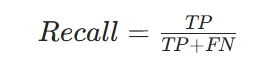 Recall = TP / TP+FN